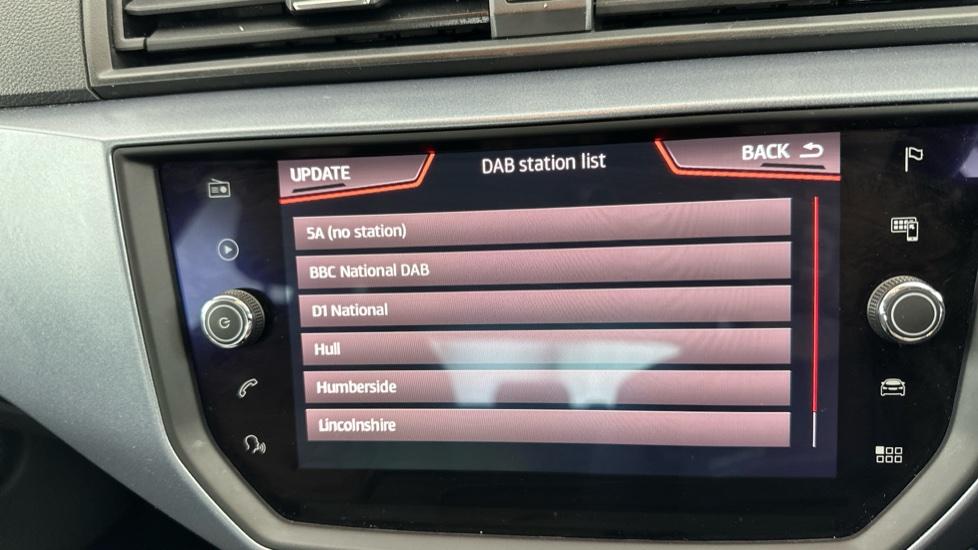 UPDATE
DAB station list
BACK
5A (no station)
BBC National DAB
D1 National
Hull
Humberside
Lincolnshire